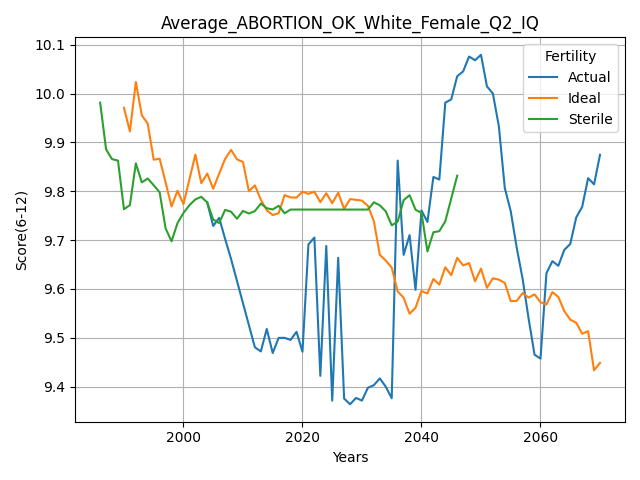 Average_ABORTION_OK_White_Female_Q2_IQ
Fertility
Actual
Ideal
Sterile
Score(6-12)
10.1
10.0
9.9
9.8
9.7
9.6
9.5
9.4
2000
2020
2040
2060
Years